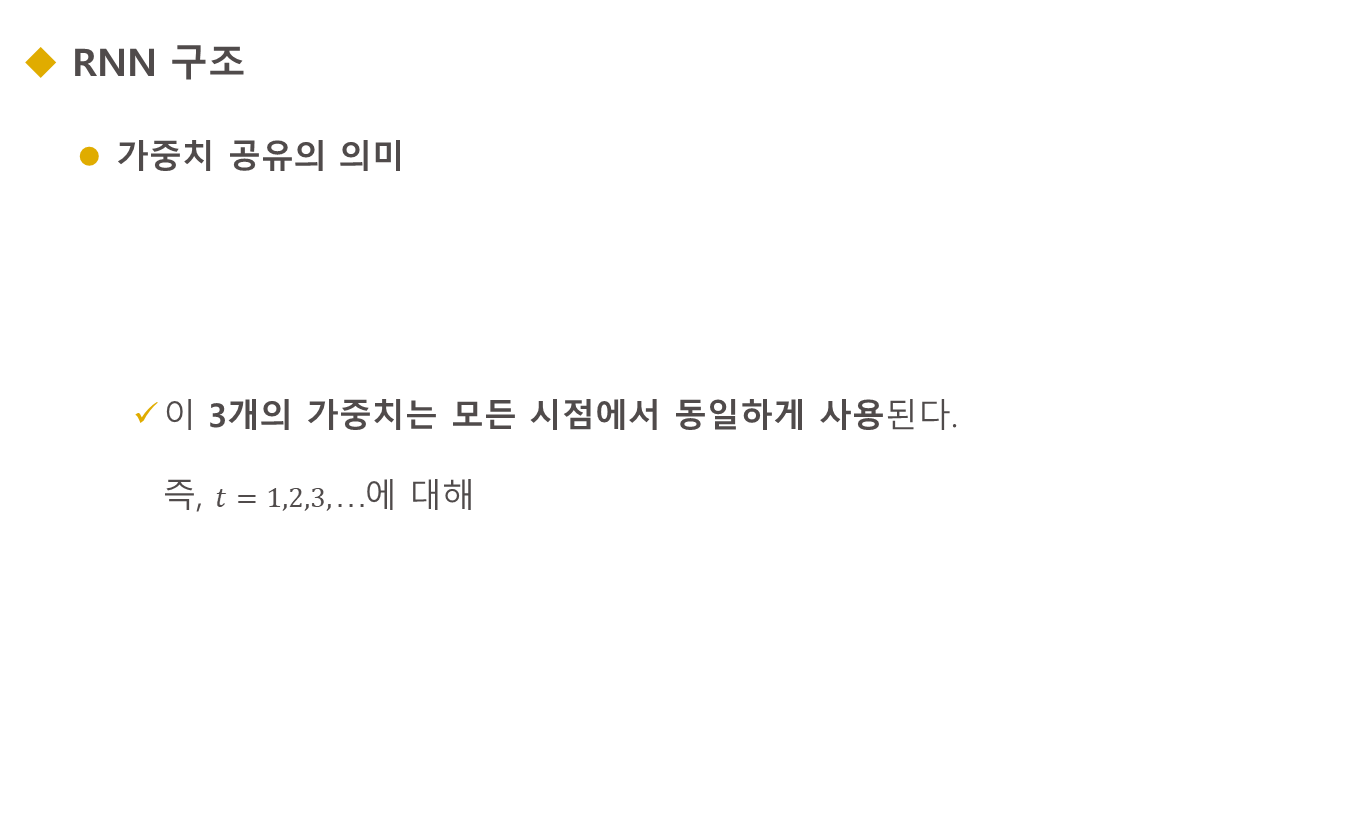 RNN 구조
가중치 공유의 의미
이 3개의 가중치는 모든 시점에서 동일하게 사용된다.
즉, t = 1,2,3,...에 대해